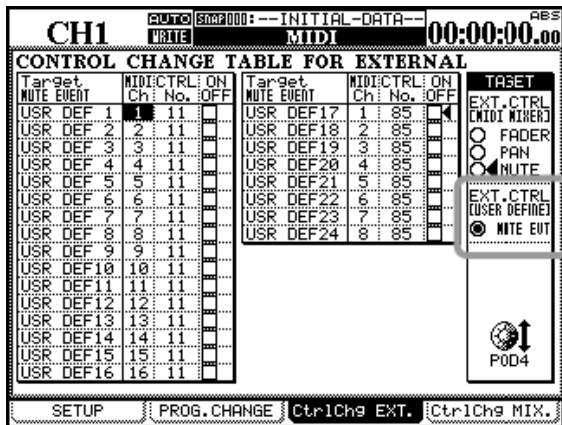 CH1
AUTO SNAP000:--INITIAL-DATA--
WRITE MIDI
ABS
00:00:00.00
CONTROL CHANGE TABLE FOR EXTERNAL
Target MIDI CTRL ON
MUTE EVENT Ch No. OFF
USR DEF 1 1 11
USR DEF 2 2 11
USR DEF 3 3 11
USR DEF 4 4 11
USR DEF 5 5 11
USR DEF 6 6 11
USR DEF 7 7 11
USR DEF 8 8 11
USR DEF 9 9 11
USR DEF10 10 11
USR DEF11 11 11
USR DEF12 12 11
USR DEF13 13 11
USR DEF14 14 11
USR DEF15 15 11
USR DEF16 16 11
Target MIDI CTRL ON
MUTE EVENT Ch No. OFF
USR DEF17 1 85
USR DEF18 2 85
USR DEF19 3 85
USR DEF20 4 85
USR DEF21 5 85
USR DEF22 6 85
USR DEF23 7 85
USR DEF24 8 85
TAGET
EXT.CTRL
[MIDI MIXER]
FADER
PAN
MUTE
EXT.CTRL
[USER DEFINE]
MUTE EVT
POD4
SETUP PROG.CHANGE CtrlChg EXT. CtrlChg MIX.